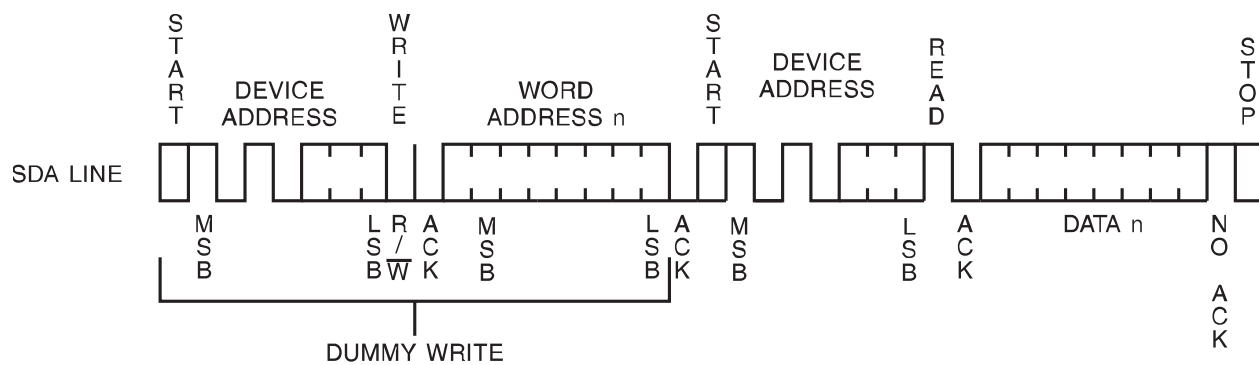 START
DEVICE
ADDRESS
WRITE
WORD
ADDRESS n
START
DEVICE
ADDRESS
READ
STOP
SDA LINE
MSB
LSB
R/W
ACK
MSB
LSB
ACK
MSB
LSB
ACK
DATA n
NO ACK
DUMMY WRITE